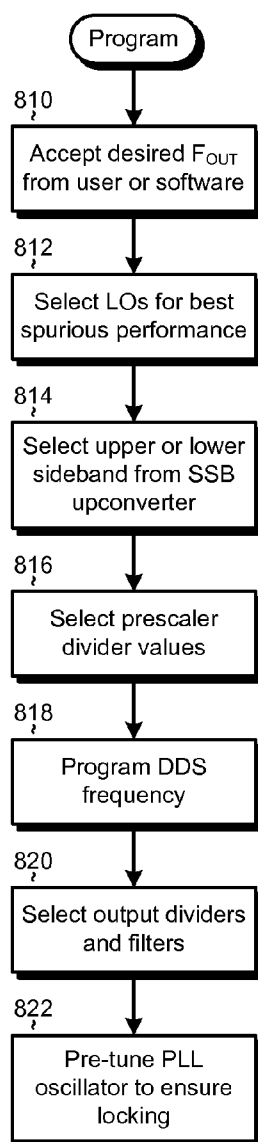 Program
810
Accept desired FOUT
from user or software
812
Select LOs for best
spurious performance
814
Select upper or lower
sideband from SSB
upconverter
816
Select prescaler
divider values
818
Program DDS
frequency
820
Select output dividers
and filters
822
Pre-tune PLL
oscillator to ensure
locking